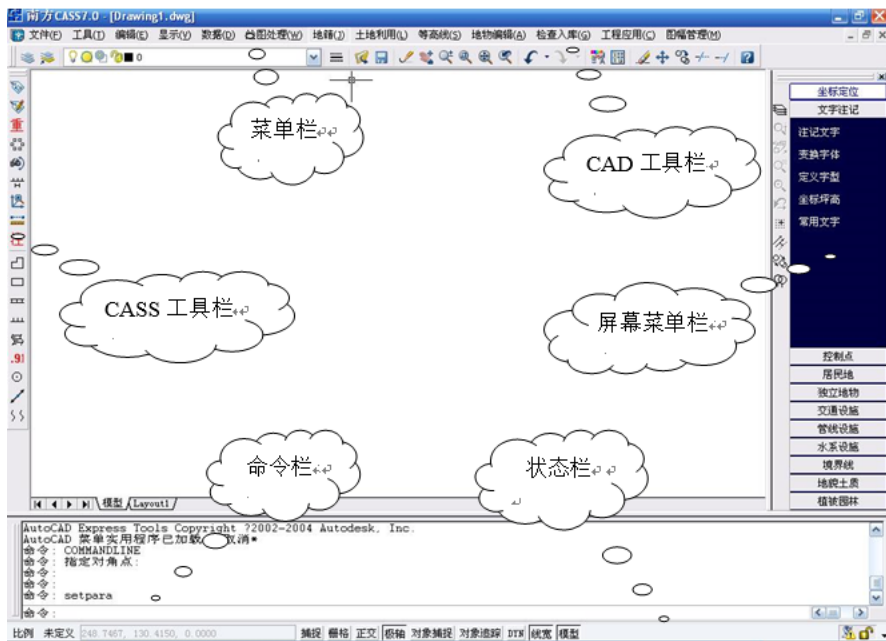 南方CASS7.0 - [Drawing1.dwg]
文件(F) 工具(T) 编辑(E) 显示(V) 数据(D) 绘图处理(W) 地籍(J) 土地利用(L) 等高线(S) 地物编辑(A) 检查入库(G) 工程应用(C) 图幅管理(M)
0
坐标定位
文字注记
重
注记文字
变换字体
定义字型
坐标坪高
常用文字
菜单栏
CAD 工具栏
CASS 工具栏
屏幕菜单栏
.91
控制点
居民地
独立地物
交通设施
管线设施
水系设施
境界线
地貌土质
植被园林
命令栏
状态栏
模型 Layout1
AutoCAD Express Tools Copyright ?2002-2004 Autodesk, Inc.
AutoCAD 菜单实用程序已加载 取消*
命令: COMMANDLINE
命令: 指定对角点:
命令:
命令:
命令: setpara
命令:
比例 未定义 248.7467, 130.4150, 0.0000 捕捉 栅格 正交 极轴 对象捕捉 对象追踪 DYN 线宽 模型